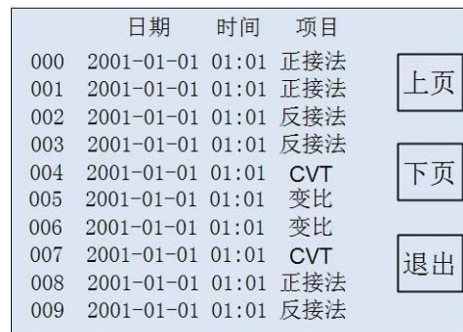 日期 时间 项目
000 2001-01-01 01:01 正接法
001 2001-01-01 01:01 正接法
002 2001-01-01 01:01 反接法
003 2001-01-01 01:01 反接法
004 2001-01-01 01:01 CVT
005 2001-01-01 01:01 变比
006 2001-01-01 01:01 变比
007 2001-01-01 01:01 CVT
008 2001-01-01 01:01 正接法
009 2001-01-01 01:01 反接法
上页
下页
退出